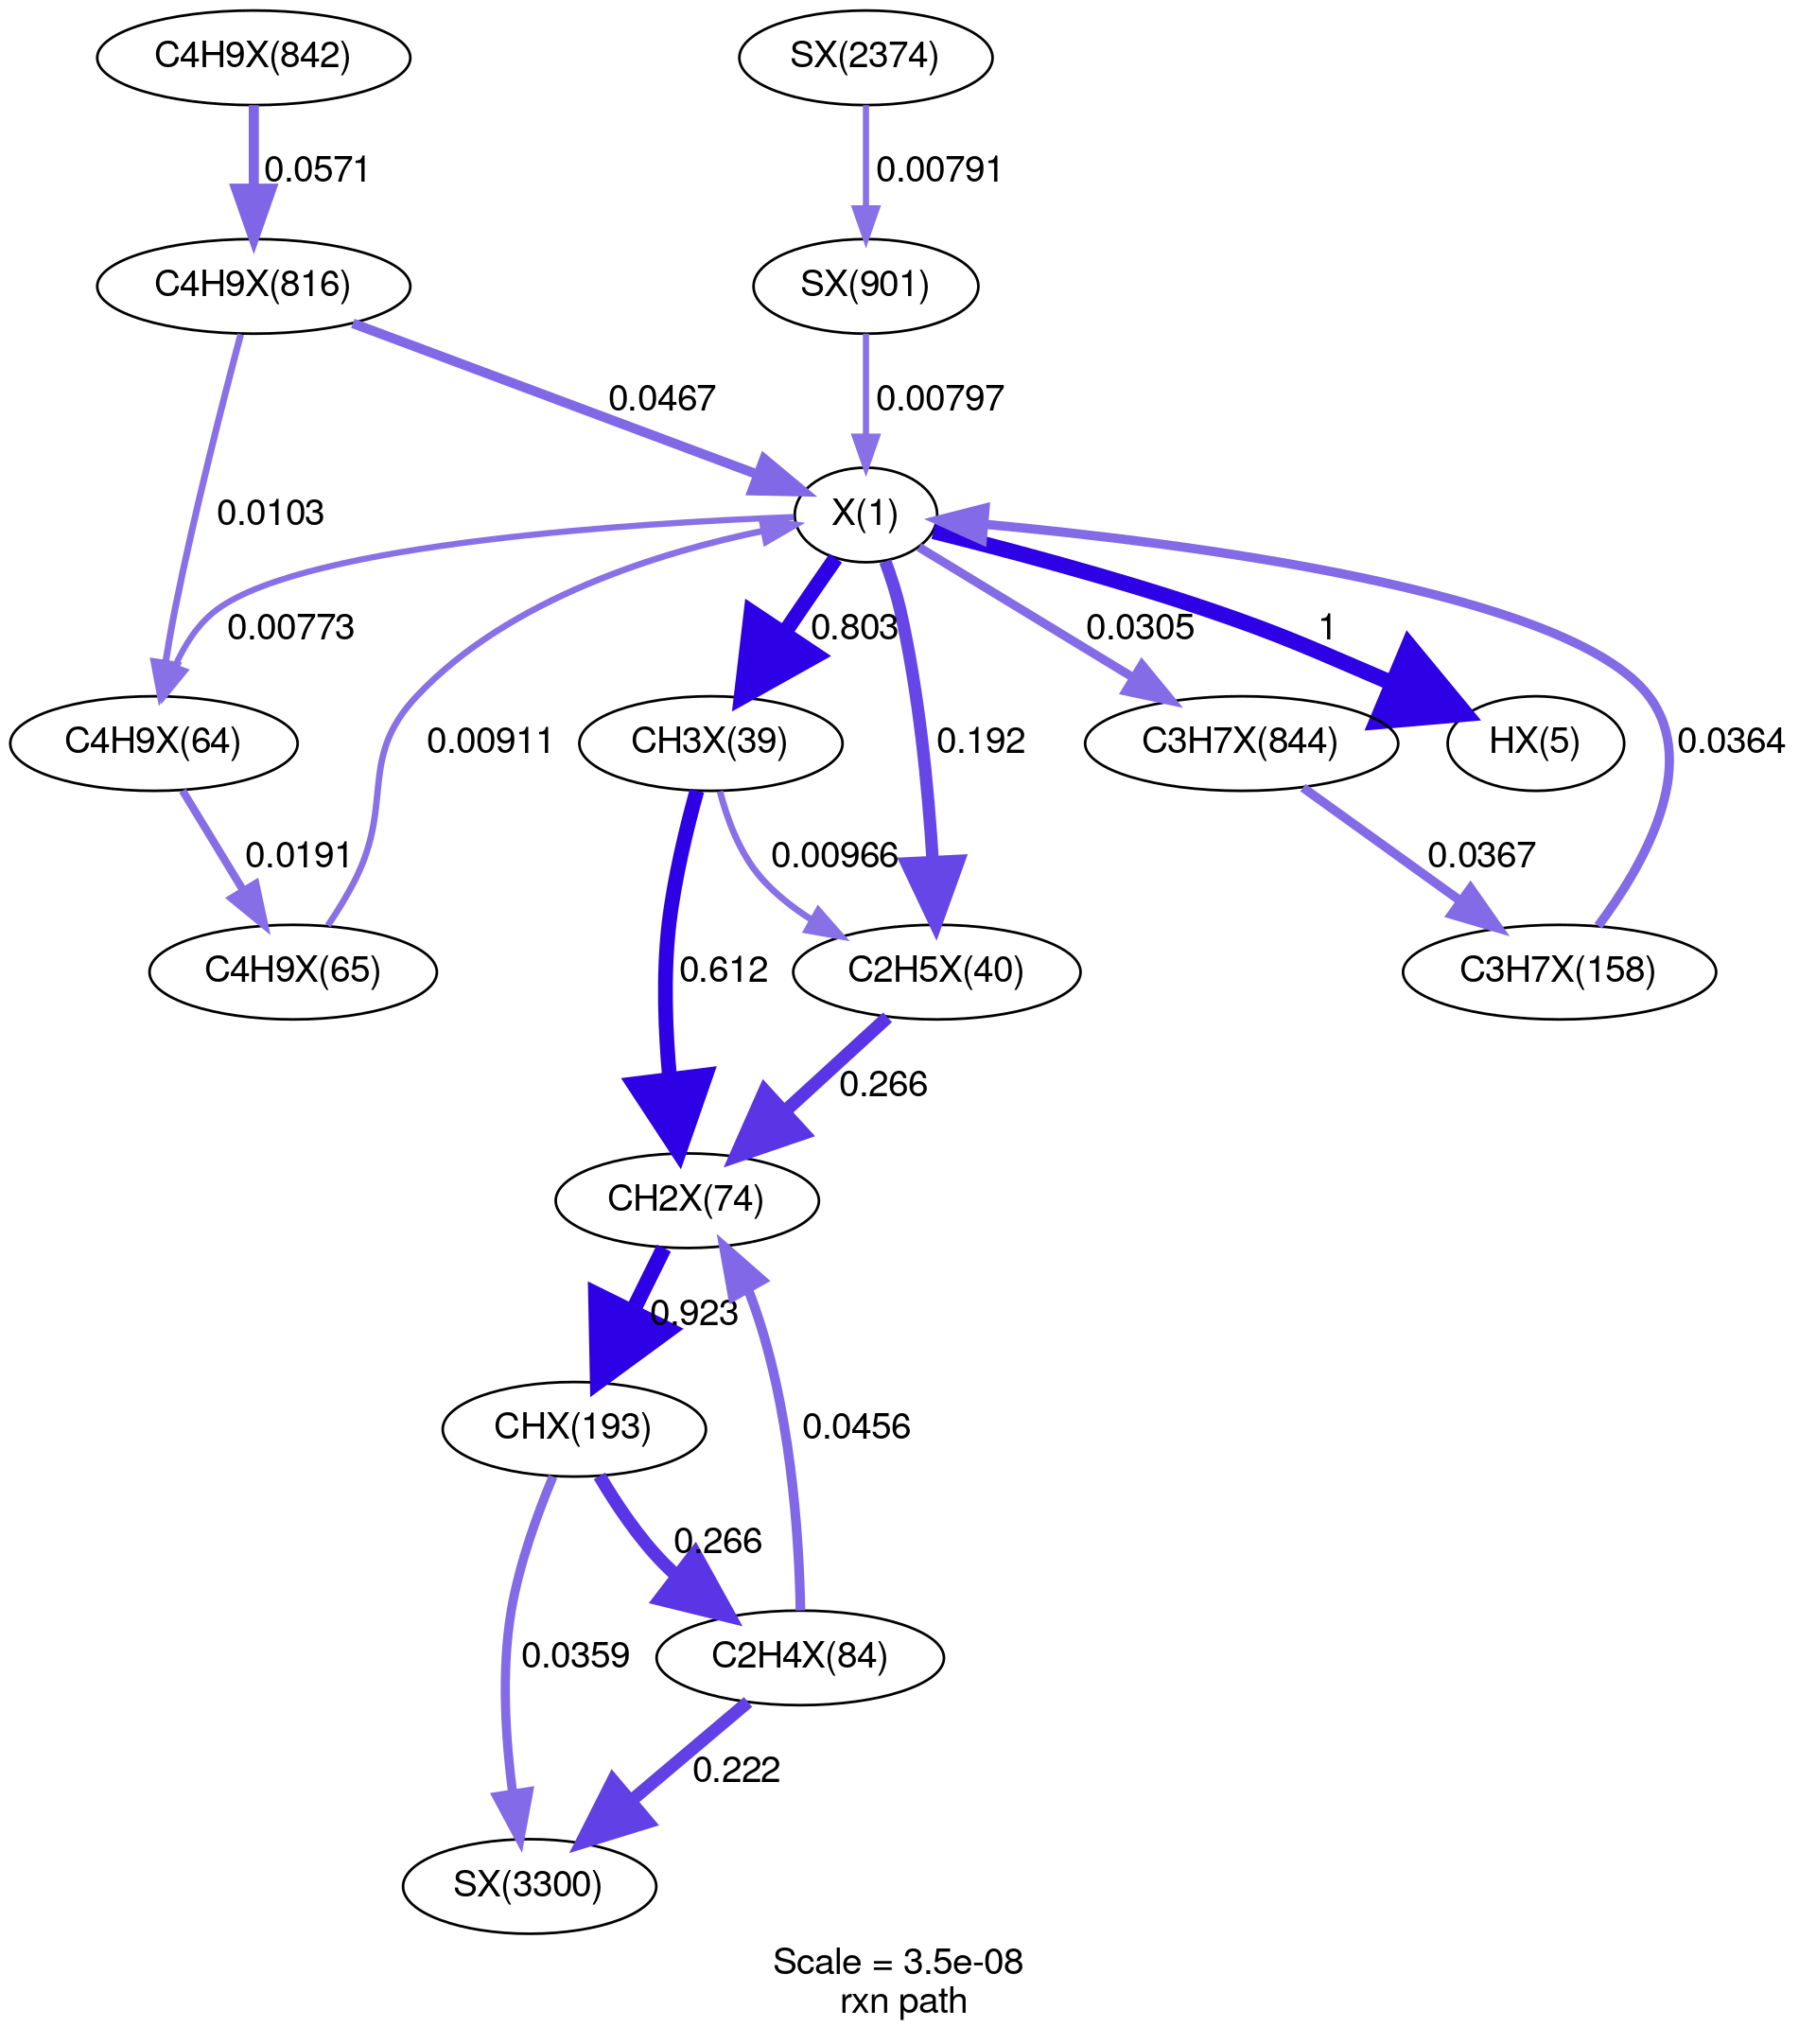 C4H9X(842)
SX(2374)
0.0571
0.00791
C4H9X(816)
SX(901)
0.0467
0.00797
0.0103
X(1)
0.00773
0.803
0.0305
1
C4H9X(64)
0.00911
CH3X(39)
0.192
C3H7X(844)
HX(5)
0.0364
0.0191
0.00966
0.0367
C4H9X(65)
0.612
C2H5X(40)
C3H7X(158)
0.266
CH2X(74)
0.923
CHX(193)
0.0456
0.266
0.0359
C2H4X(84)
0.222
SX(3300)
Scale = 3.5e-08
rxn path